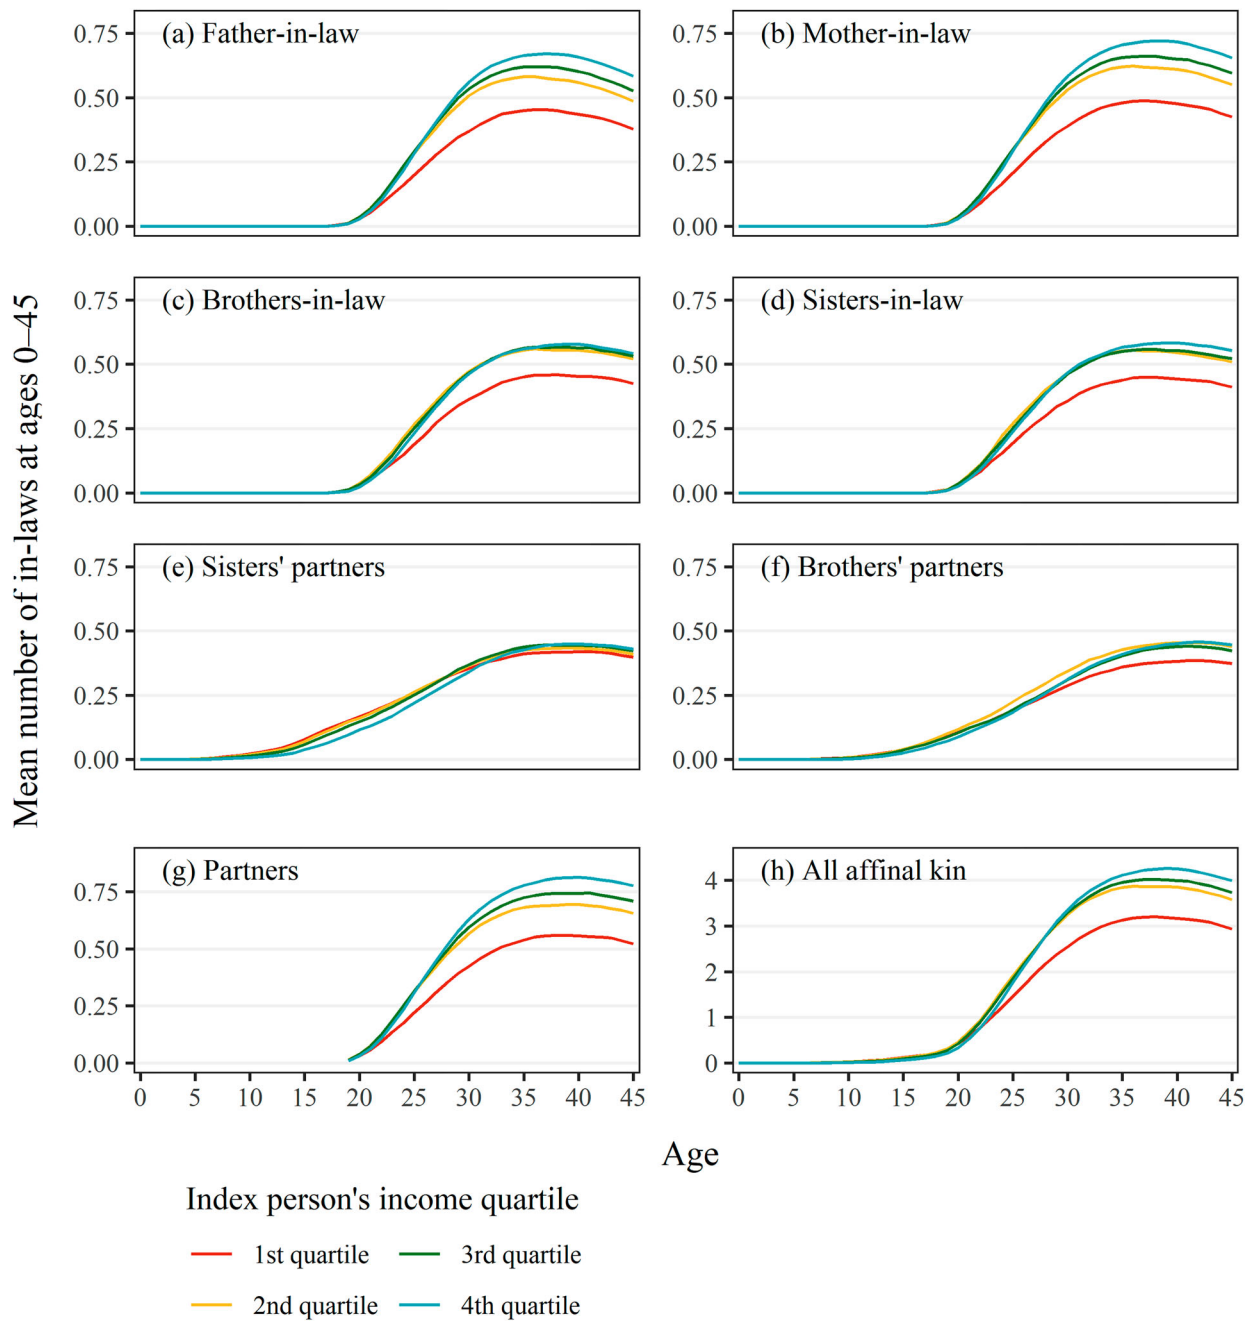 (a) Father-in-law
0.75
0.50
0.25
0.00
(b) Mother-in-law
0.75
0.50
0.25
0.00
(c) Brothers-in-law
0.75
0.50
0.25
0.00
(d) Sisters-in-law
0.75
0.50
0.25
0.00
(e) Sisters' partners
0.75
0.50
0.25
0.00
(f) Brothers' partners
0.75
0.50
0.25
0.00
(g) Partners
0.75
0.50
0.25
0.00
0 5 10 15 20 25 30 35 40 45
(h) All affinal kin
4
3
2
1
0
0 5 10 15 20 25 30 35 40 45
Mean number of in-laws at ages 0–45
Age
Index person's income quartile
1st quartile
3rd quartile
2nd quartile
4th quartile